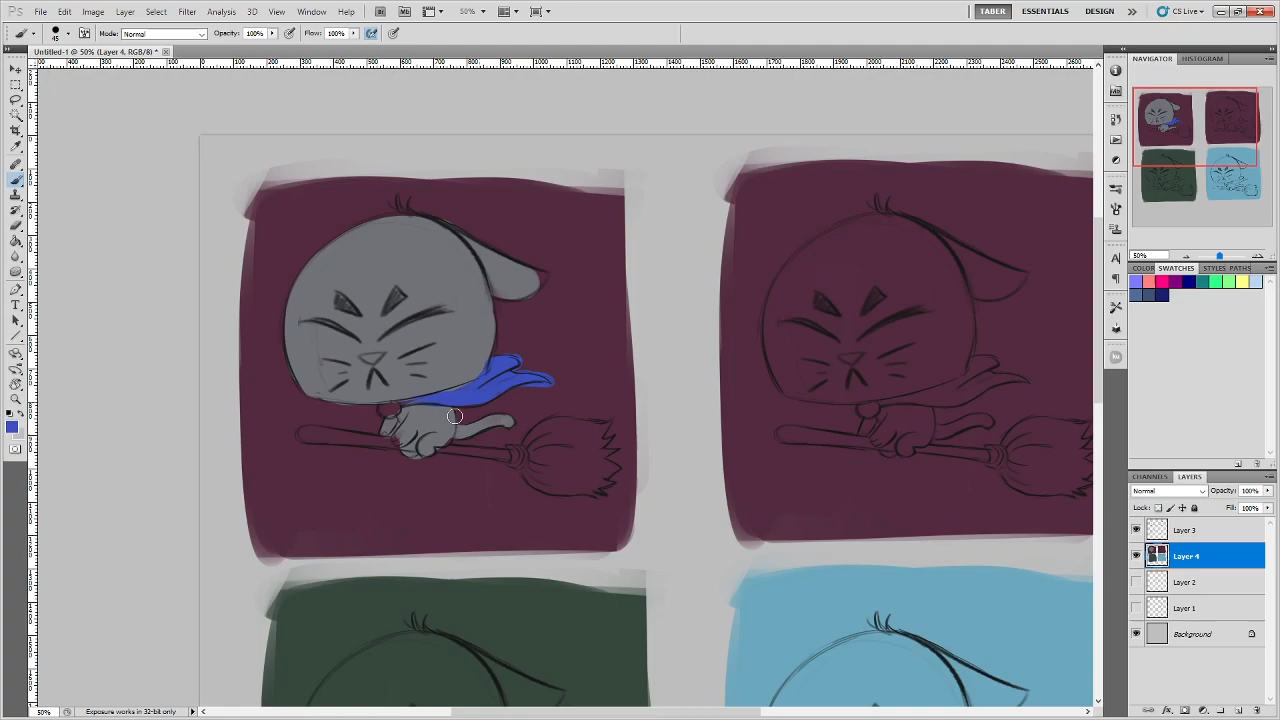 Ps File Edit Image Layer Select Filter Analysis 3D View Window Help Br Mb 50% TABER ESSENTIALS DESIGN CS Live
45 Mode: Normal Opacity: 100% Flow: 100%
Untitled-1 @ 50% (Layer 4, RGB/8) *
NAVIGATOR HISTOGRAM
50%
COLOR SWATCHES STYLES PATHS
CHANNELS LAYERS
Normal Opacity: 100%
Lock: Fill: 100%
Layer 3
Layer 4
Layer 2
Layer 1
Background
50% Exposure works in 32-bit only